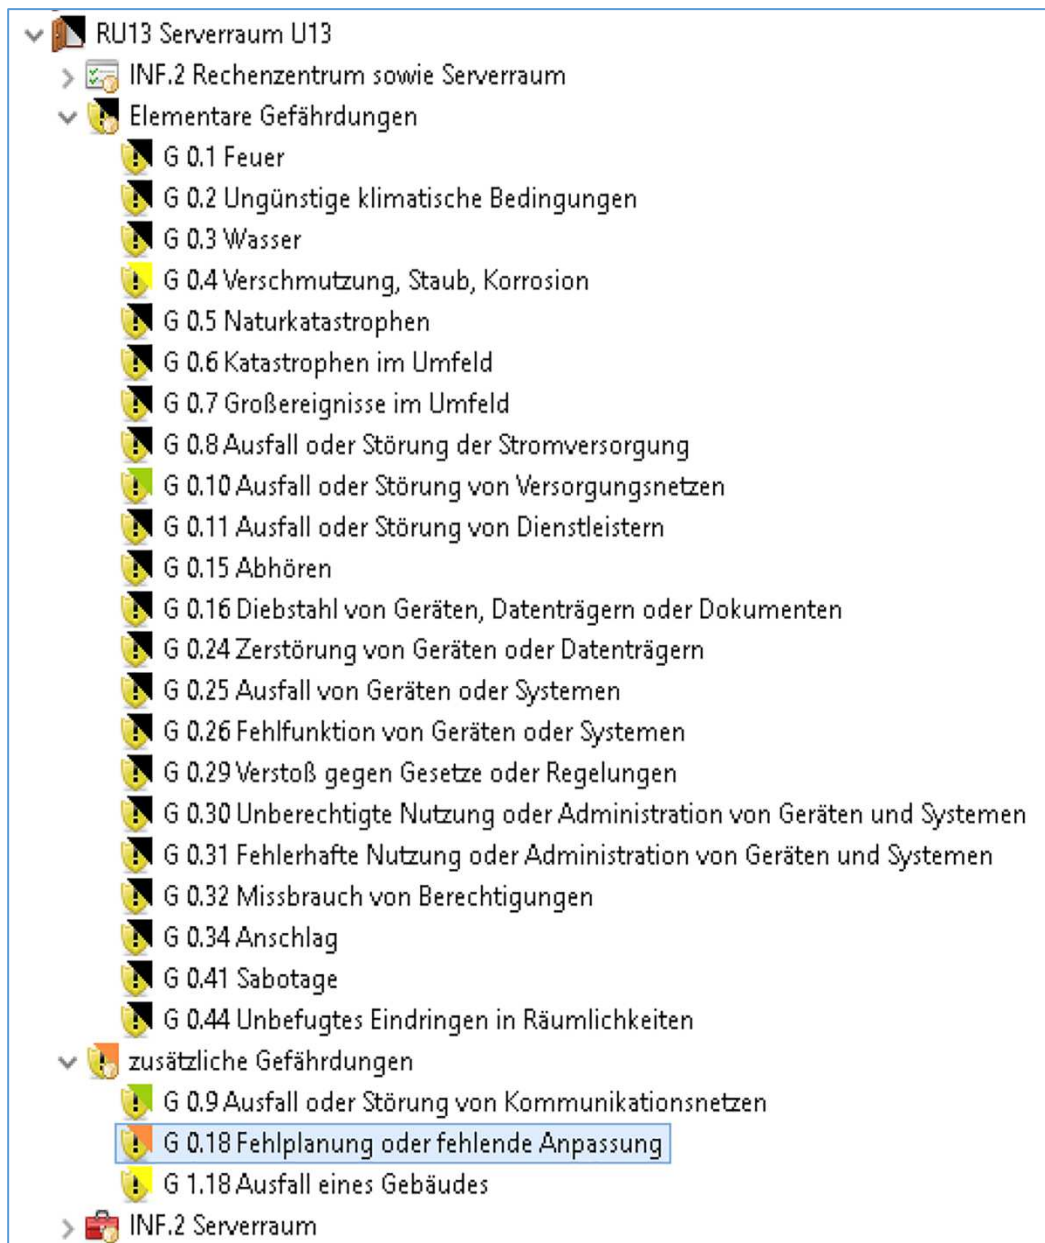 RU13 Serverraum U13
INF.2 Rechenzentrum sowie Serverraum
Elementare Gefährdungen
G 0.1 Feuer
G 0.2 Ungünstige klimatische Bedingungen
G 0.3 Wasser
G 0.4 Verschmutzung, Staub, Korrosion
G 0.5 Naturkatastrophen
G 0.6 Katastrophen im Umfeld
G 0.7 Großereignisse im Umfeld
G 0.8 Ausfall oder Störung der Stromversorgung
G 0.10 Ausfall oder Störung von Versorgungsnetzen
G 0.11 Ausfall oder Störung von Dienstleistern
G 0.15 Abhören
G 0.16 Diebstahl von Geräten, Datenträgern oder Dokumenten
G 0.24 Zerstörung von Geräten oder Datenträgern
G 0.25 Ausfall von Geräten oder Systemen
G 0.26 Fehlfunktion von Geräten oder Systemen
G 0.29 Verstoß gegen Gesetze oder Regelungen
G 0.30 Unberechtigte Nutzung oder Administration von Geräten und Systemen
G 0.31 Fehlerhafte Nutzung oder Administration von Geräten und Systemen
G 0.32 Missbrauch von Berechtigungen
G 0.34 Anschlag
G 0.41 Sabotage
G 0.44 Unbefugtes Eindringen in Räumlichkeiten
zusätzliche Gefährdungen
G 0.9 Ausfall oder Störung von Kommunikationsnetzen
G 0.18 Fehlplanung oder fehlende Anpassung
G 1.18 Ausfall eines Gebäudes
INF.2 Serverraum